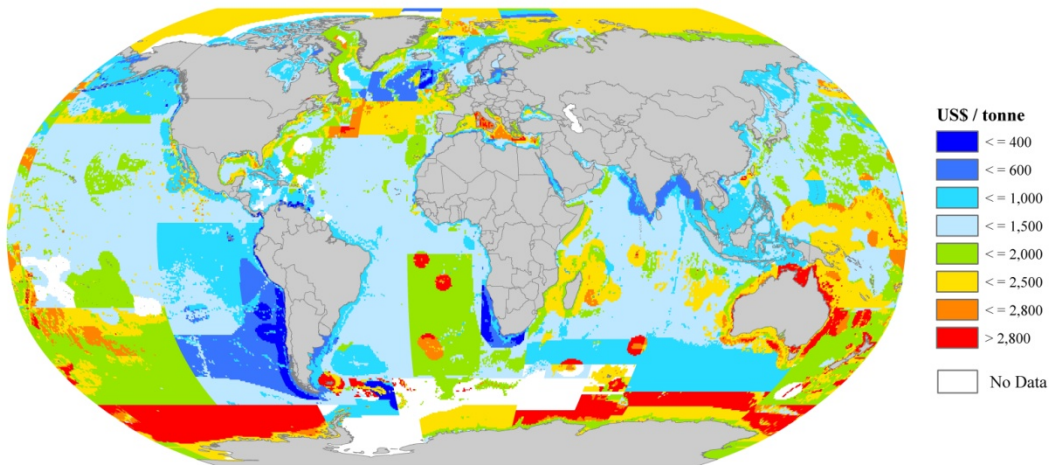 US$ / tonne
< = 400
< = 600
< = 1,000
< = 1,500
< = 2,000
< = 2,500
< = 2,800
> 2,800
No Data